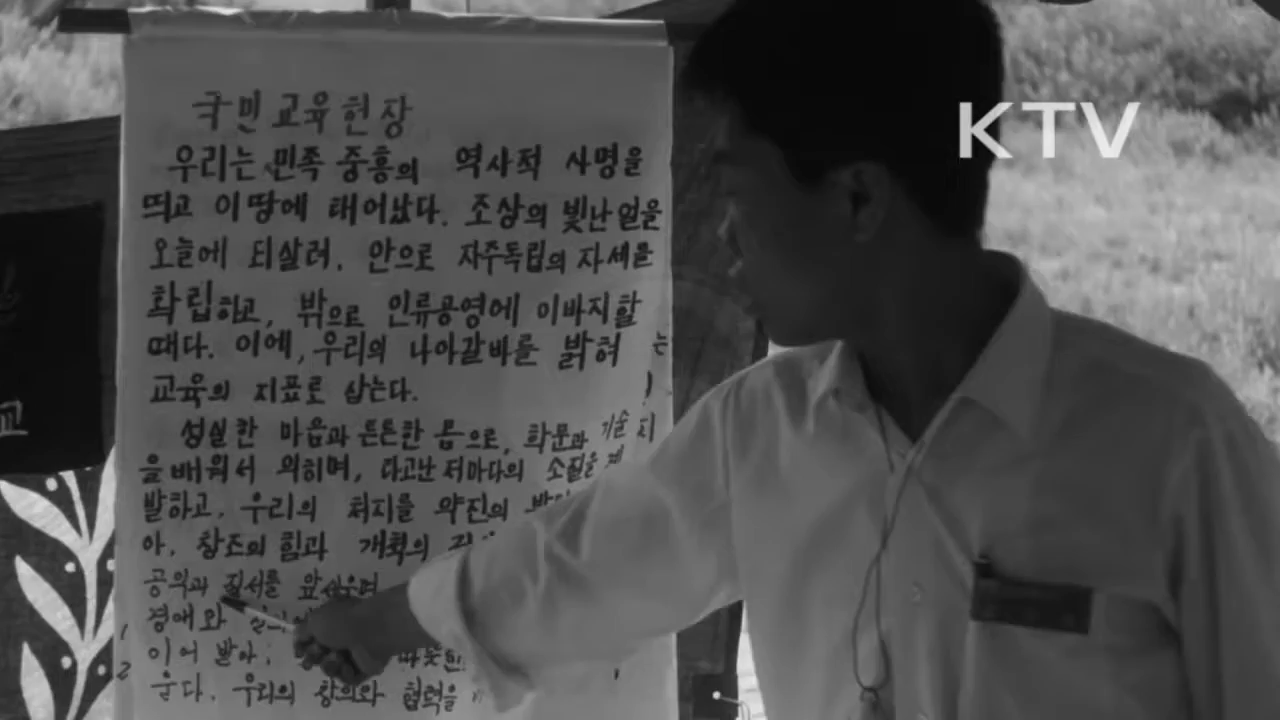 KTV
국민교육헌장
우리는 민족 중흥의 역사적 사명을
띄고 이 땅에 태어났다. 조상의 빛난 얼을
오늘에 되살려, 안으로 자주독립의 자세를
확립하고, 밖으로 인류공영에 이바지할
때다. 이에, 우리의 나아갈 바를 밝혀
교육의 지표로 삼는다.
성실한 마음과 튼튼한 몸으로, 학문과 기술
을 배워서 익히며, 타고난 저마다의 소질을
발하고, 우리의 처지를 약진의
아, 창조의 힘과 개척의
공익과 질서를 앞세우며
경애와
이어 받아,
운다. 우리의 창의와 협력을